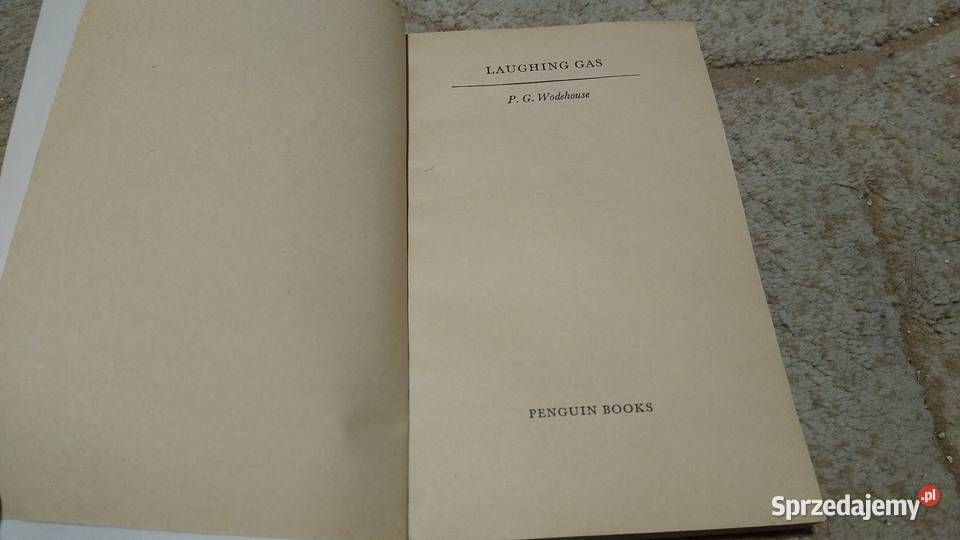 LAUGHING GAS
P. G. Wodehouse
PENGUIN BOOKS
Sprzedajemy.pl